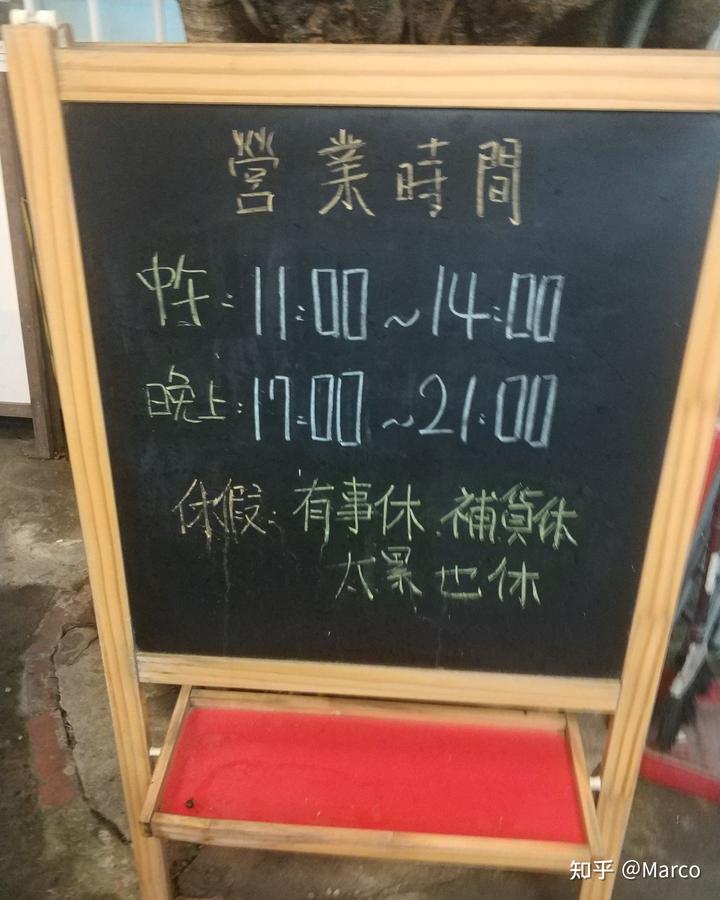 營業時間
中午：11:00～14:00
晚上：17:00～21:00
休假：有事休 補貨休
太累也休
知乎 @Marco